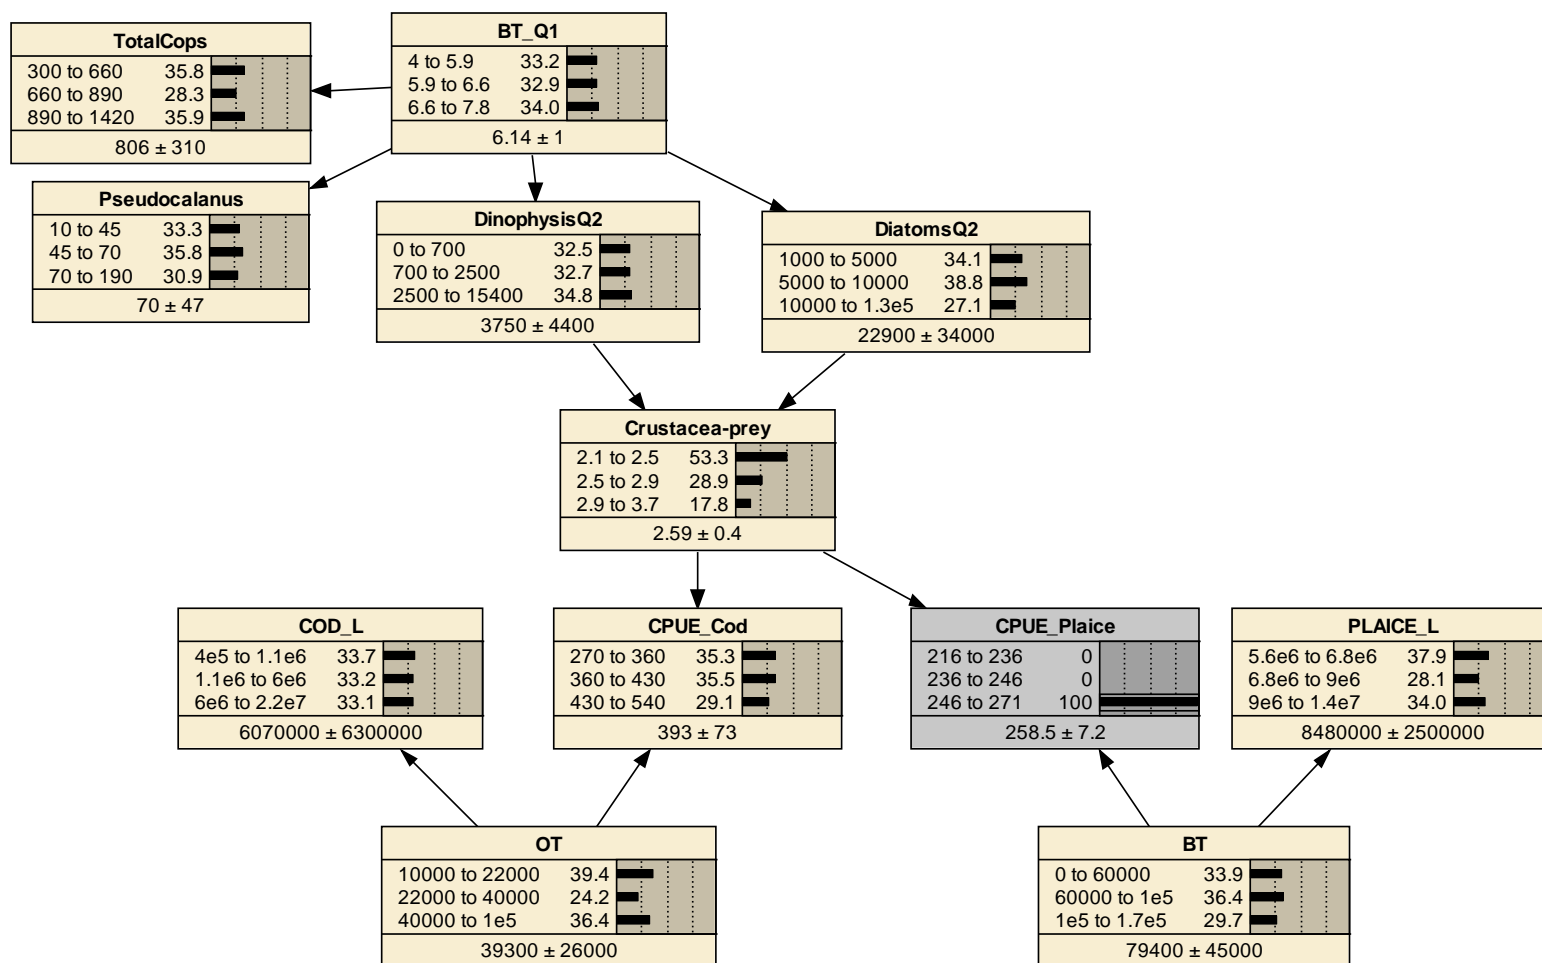 TotalCops
300 to 660 35.8
660 to 890 28.3
890 to 1420 35.9
806 ± 310
BT_Q1
4 to 5.9 33.2
5.9 to 6.6 32.9
6.6 to 7.8 34.0
6.14 ± 1
Pseudocalanus
10 to 45 33.3
45 to 70 35.8
70 to 190 30.9
70 ± 47
DinophysisQ2
0 to 700 32.5
700 to 2500 32.7
2500 to 15400 34.8
3750 ± 4400
DiatomsQ2
1000 to 5000 34.1
5000 to 10000 38.8
10000 to 1.3e5 27.1
22900 ± 34000
Crustacea-prey
2.1 to 2.5 53.3
2.5 to 2.9 28.9
2.9 to 3.7 17.8
2.59 ± 0.4
COD_L
4e5 to 1.1e6 33.7
1.1e6 to 6e6 33.2
6e6 to 2.2e7 33.1
6070000 ± 6300000
CPUE_Cod
270 to 360 35.3
360 to 430 35.5
430 to 540 29.1
393 ± 73
CPUE_Plaice
216 to 236 0
236 to 246 0
246 to 271 100
258.5 ± 7.2
PLAICE_L
5.6e6 to 6.8e6 37.9
6.8e6 to 9e6 28.1
9e6 to 1.4e7 34.0
8480000 ± 2500000
OT
10000 to 22000 39.4
22000 to 40000 24.2
40000 to 1e5 36.4
39300 ± 26000
BT
0 to 60000 33.9
60000 to 1e5 36.4
1e5 to 1.7e5 29.7
79400 ± 45000